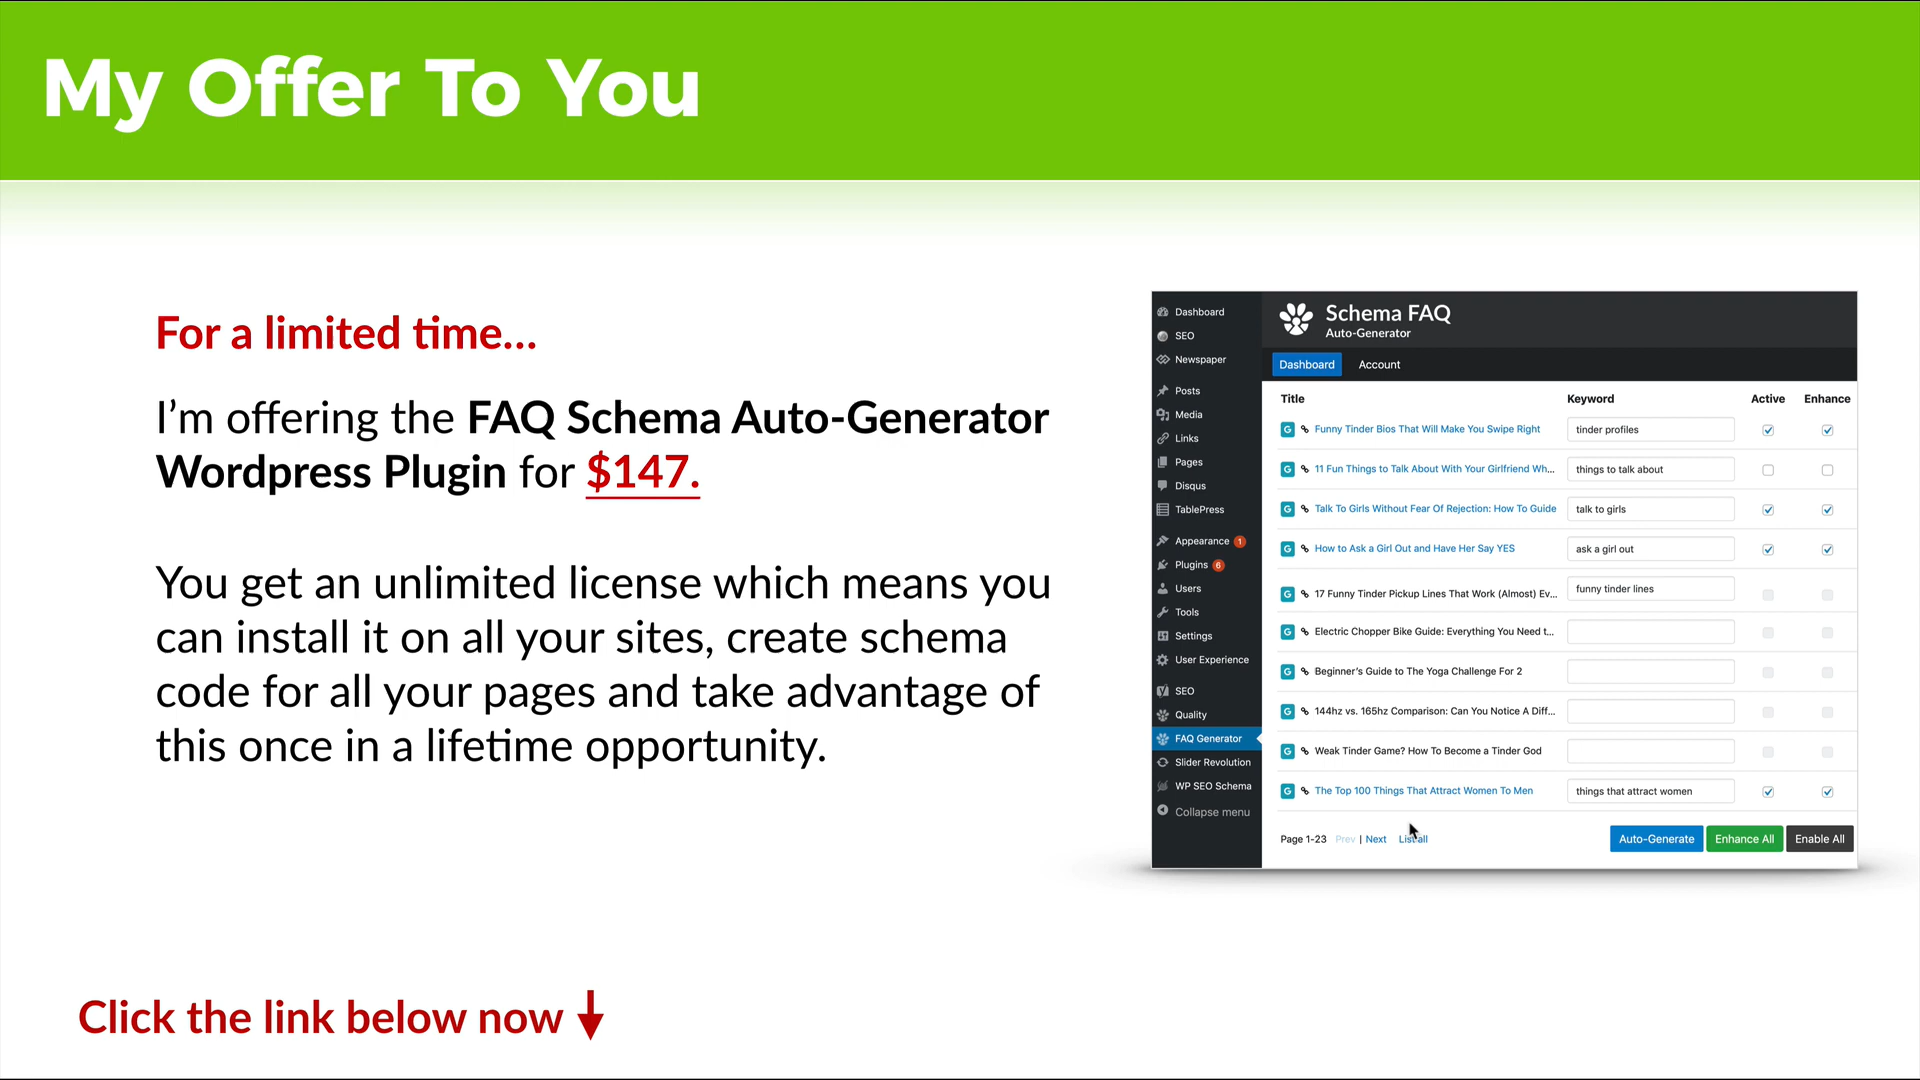 My Offer To You
For a limited time...
I’m offering the FAQ Schema Auto-Generator
Wordpress Plugin for $147.
You get an unlimited license which means you
can install it on all your sites, create schema
code for all your pages and take advantage of
this once in a lifetime opportunity.
Click the link below now
Dashboard
SEO
Newspaper
Posts
Media
Links
Pages
Disqus
TablePress
Appearance 1
Plugins 6
Users
Tools
Settings
User Experience
SEO
Quality
FAQ Generator
Slider Revolution
WP SEO Schema
Collapse menu
Schema FAQ
Auto-Generator
Dashboard Account
Title Keyword Active Enhance
G Funny Tinder Bios That Will Make You Swipe Right tinder profiles
G 11 Fun Things to Talk About With Your Girlfriend Wh... things to talk about
G Talk To Girls Without Fear Of Rejection: How To Guide talk to girls
G How to Ask a Girl Out and Have Her Say YES ask a girl out
G 17 Funny Tinder Pickup Lines That Work (Almost) Ev... funny tinder lines
G Electric Chopper Bike Guide: Everything You Need t...
G Beginner’s Guide to The Yoga Challenge For 2
G 144hz vs. 165hz Comparison: Can You Notice A Diff...
G Weak Tinder Game? How To Become a Tinder God
G The Top 100 Things That Attract Women To Men things that attract women
Page 1-23 Prev | Next List all Auto-Generate Enhance All Enable All